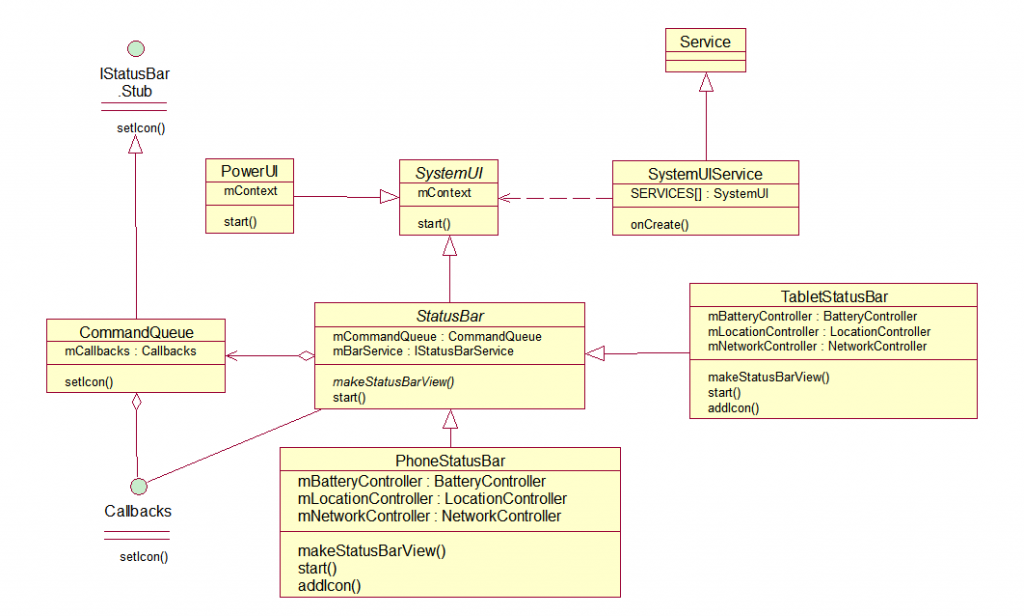 Service
IStatusBar
.Stub
setIcon()
PowerUI
mContext
start()
SystemUI
mContext
start()
SystemUIService
SERVICES[] : SystemUI
onCreate()
CommandQueue
mCallbacks : Callbacks
setIcon()
StatusBar
mCommandQueue : CommandQueue
mBarService : IStatusBarService
makeStatusBarView()
start()
TabletStatusBar
mBatteryController : BatteryController
mLocationController : LocationController
mNetworkController : NetworkController
makeStatusBarView()
start()
addIcon()
PhoneStatusBar
mBatteryController : BatteryController
mLocationController : LocationController
mNetworkController : NetworkController
makeStatusBarView()
start()
addIcon()
Callbacks
setIcon()